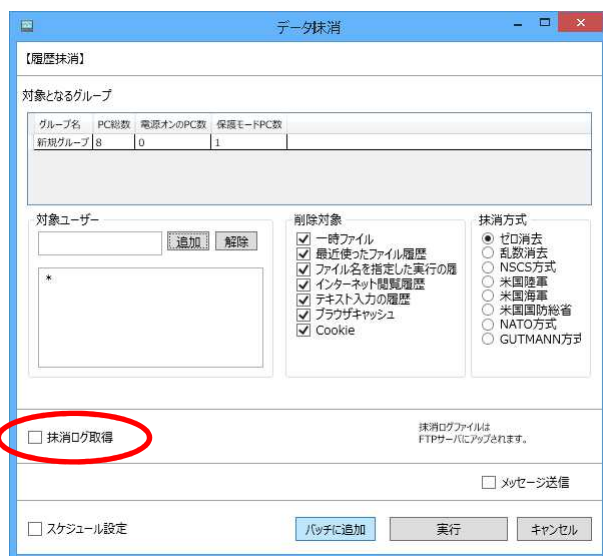 データ抹消
【履歴抹消】
対象となるグループ
グループ名 PC総数 電源オンのPC数 保護モードPC数
新規グループ 8 0 1
対象ユーザー
追加 解除
*
削除対象
一時ファイル
最近使ったファイル履歴
ファイル名を指定した実行の履
インターネット閲覧履歴
テキスト入力の履歴
ブラウザキャッシュ
Cookie
抹消方式
ゼロ消去
乱数消去
NSCS方式
米国陸軍
米国海軍
米国国防総省
NATO方式
GUTMANN方式
抹消ログ取得
抹消ログファイルは
FTPサーバにアップされます。
メッセージ送信
スケジュール設定 バッチに追加 実行 キャンセル